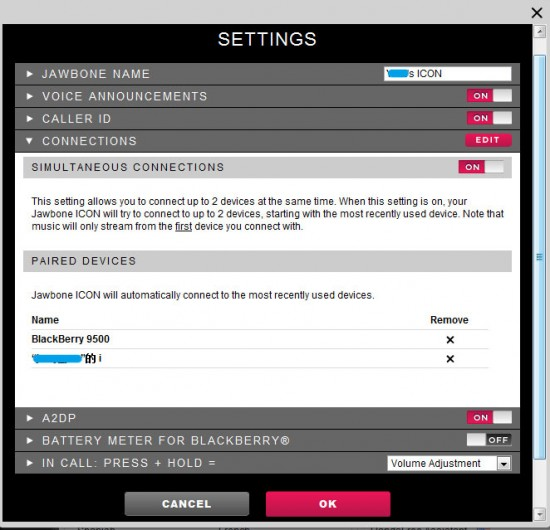 SETTINGS
JAWBONE NAME
s ICON
VOICE ANNOUNCEMENTS
ON
CALLER ID
ON
CONNECTIONS
EDIT
SIMULTANEOUS CONNECTIONS
ON
This setting allows you to connect up to 2 devices at the same time. When this setting is on, your
Jawbone ICON will try to connect to up to 2 devices, starting with the most recently used device. Note that
music will only stream from the first device you connect with.
PAIRED DEVICES
Jawbone ICON will automatically connect to the most recently used devices.
Name Remove
BlackBerry 9500
”的 i
A2DP
ON
BATTERY METER FOR BLACKBERRY®
OFF
IN CALL: PRESS + HOLD =
Volume Adjustment
CANCEL
OK